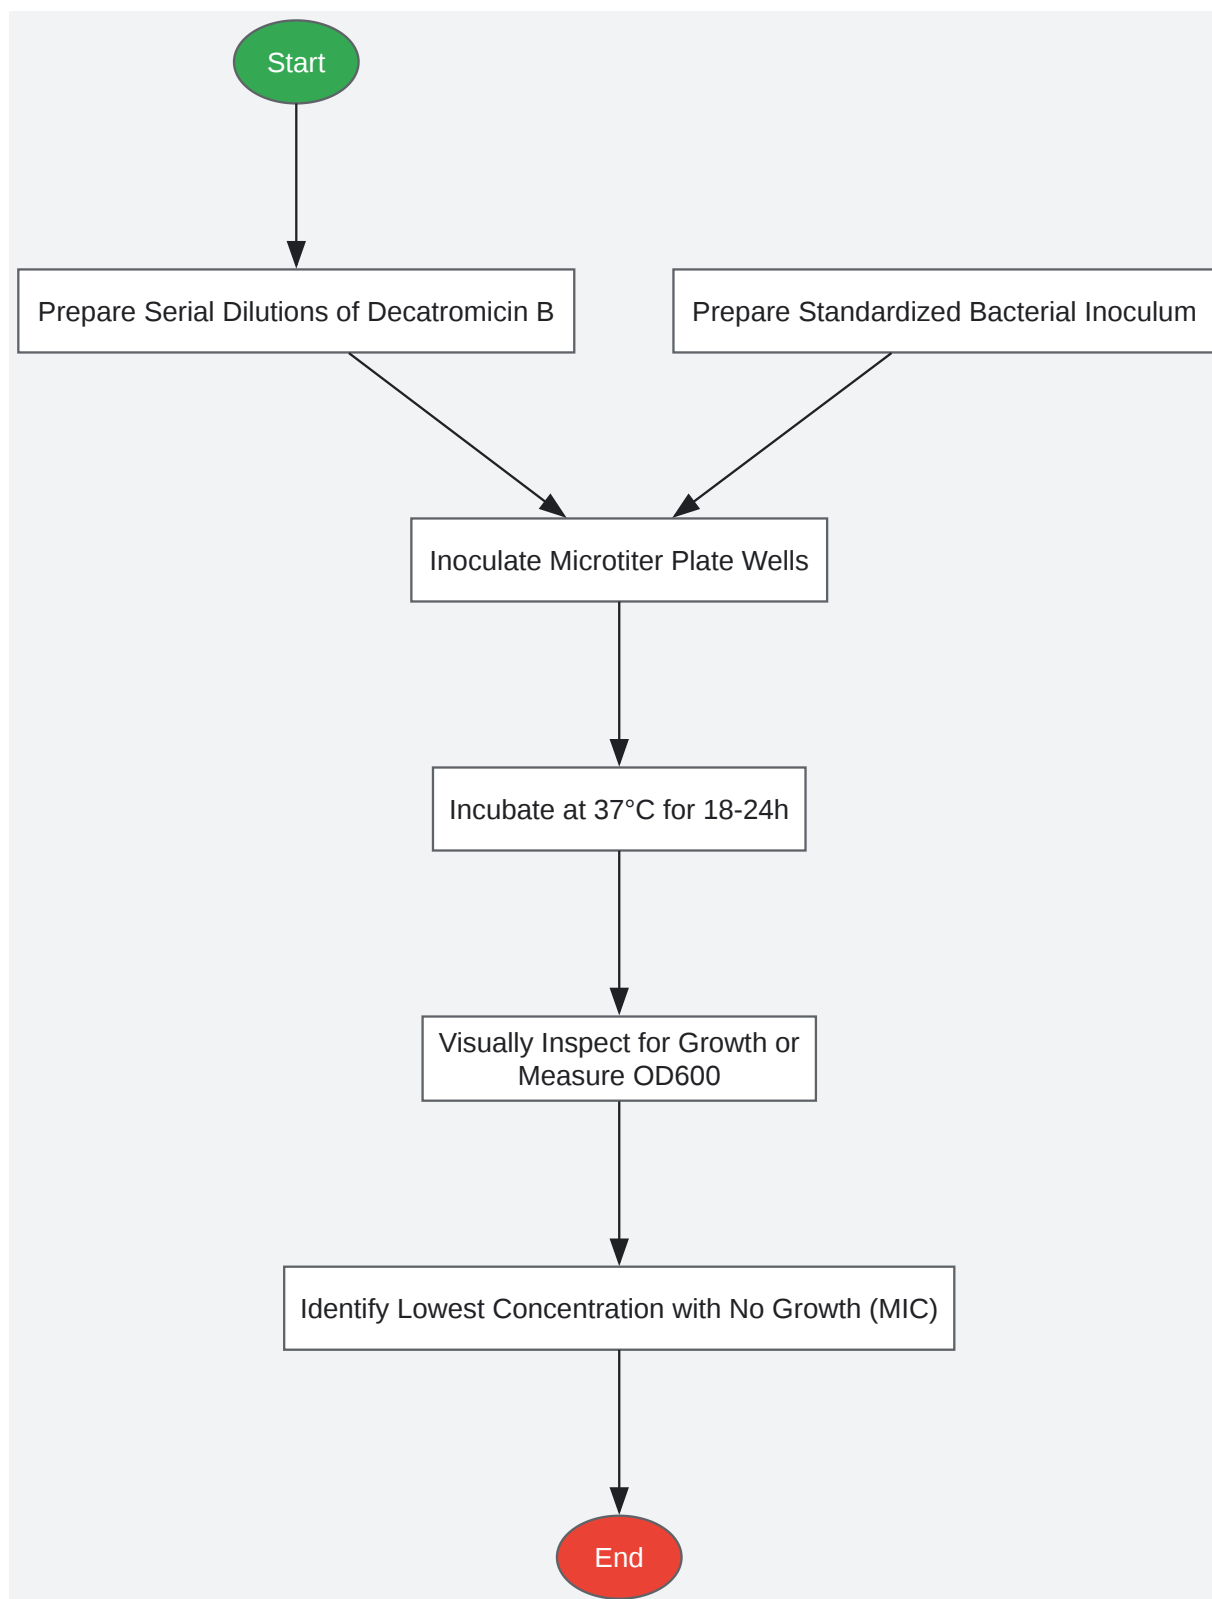 Start
Prepare Serial Dilutions of Decatromicin B
Prepare Standardized Bacterial Inoculum
Inoculate Microtiter Plate Wells
Incubate at 37°C for 18-24h
Visually Inspect for Growth or
Measure OD600
Identify Lowest Concentration with No Growth (MIC)
End